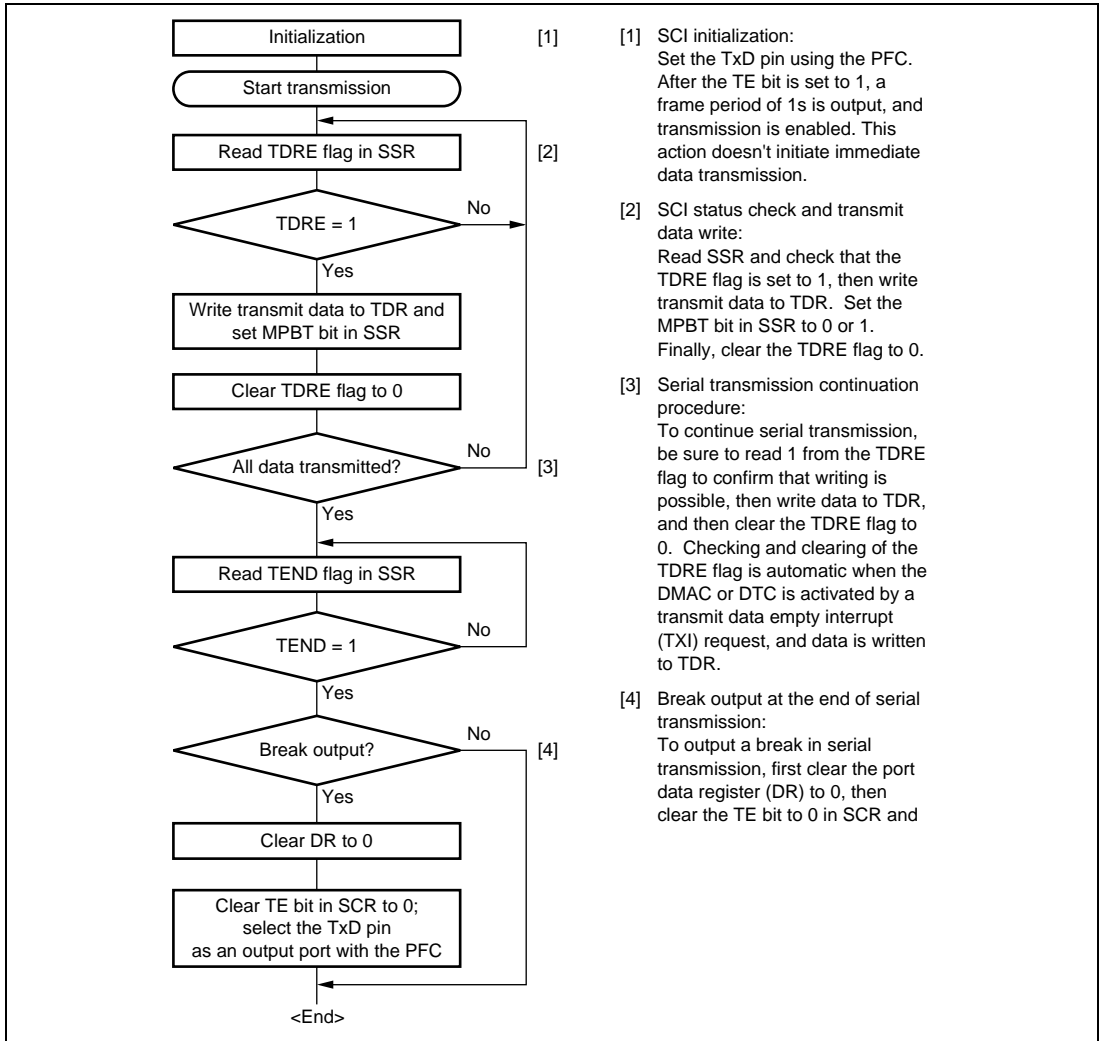 Initialization
[1]
Start transmission
Read TDRE flag in SSR
[2]
TDRE = 1
No
Yes
Write transmit data to TDR and
set MPBT bit in SSR
Clear TDRE flag to 0
All data transmitted?
No
[3]
Yes
Read TEND flag in SSR
TEND = 1
No
Yes
Break output?
No
[4]
Yes
Clear DR to 0
Clear TE bit in SCR to 0;
select the TxD pin
as an output port with the PFC
<End>
[1] SCI initialization:
Set the TxD pin using the PFC.
After the TE bit is set to 1, a
frame period of 1s is output, and
transmission is enabled. This
action doesn't initiate immediate
data transmission.
[2] SCI status check and transmit
data write:
Read SSR and check that the
TDRE flag is set to 1, then write
transmit data to TDR. Set the
MPBT bit in SSR to 0 or 1.
Finally, clear the TDRE flag to 0.
[3] Serial transmission continuation
procedure:
To continue serial transmission,
be sure to read 1 from the TDRE
flag to confirm that writing is
possible, then write data to TDR,
and then clear the TDRE flag to
0. Checking and clearing of the
TDRE flag is automatic when the
DMAC or DTC is activated by a
transmit data empty interrupt
(TXI) request, and data is written
to TDR.
[4] Break output at the end of serial
transmission:
To output a break in serial
transmission, first clear the port
data register (DR) to 0, then
clear the TE bit to 0 in SCR and